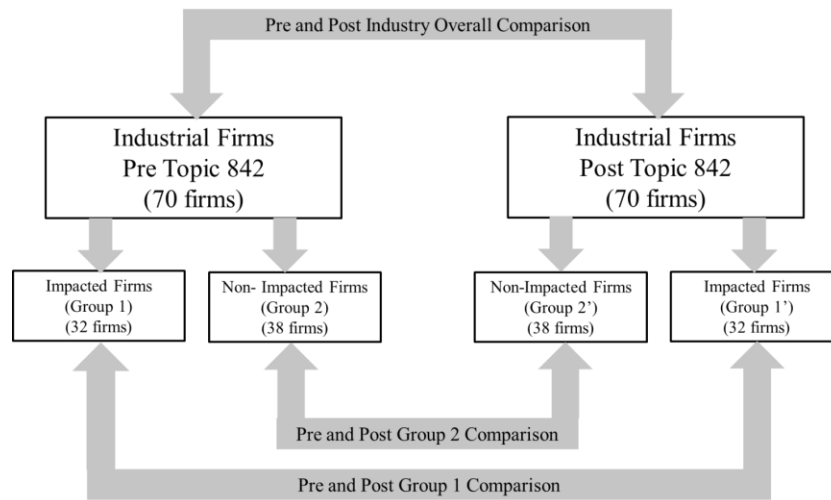 Pre and Post Industry Overall Comparison
Industrial Firms
Pre Topic 842
(70 firms)
Industrial Firms
Post Topic 842
(70 firms)
Impacted Firms
(Group 1)
(32 firms)
Non- Impacted Firms
(Group 2)
(38 firms)
Non-Impacted Firms
(Group 2’)
(38 firms)
Impacted Firms
(Group 1’)
(32 firms)
Pre and Post Group 2 Comparison
Pre and Post Group 1 Comparison